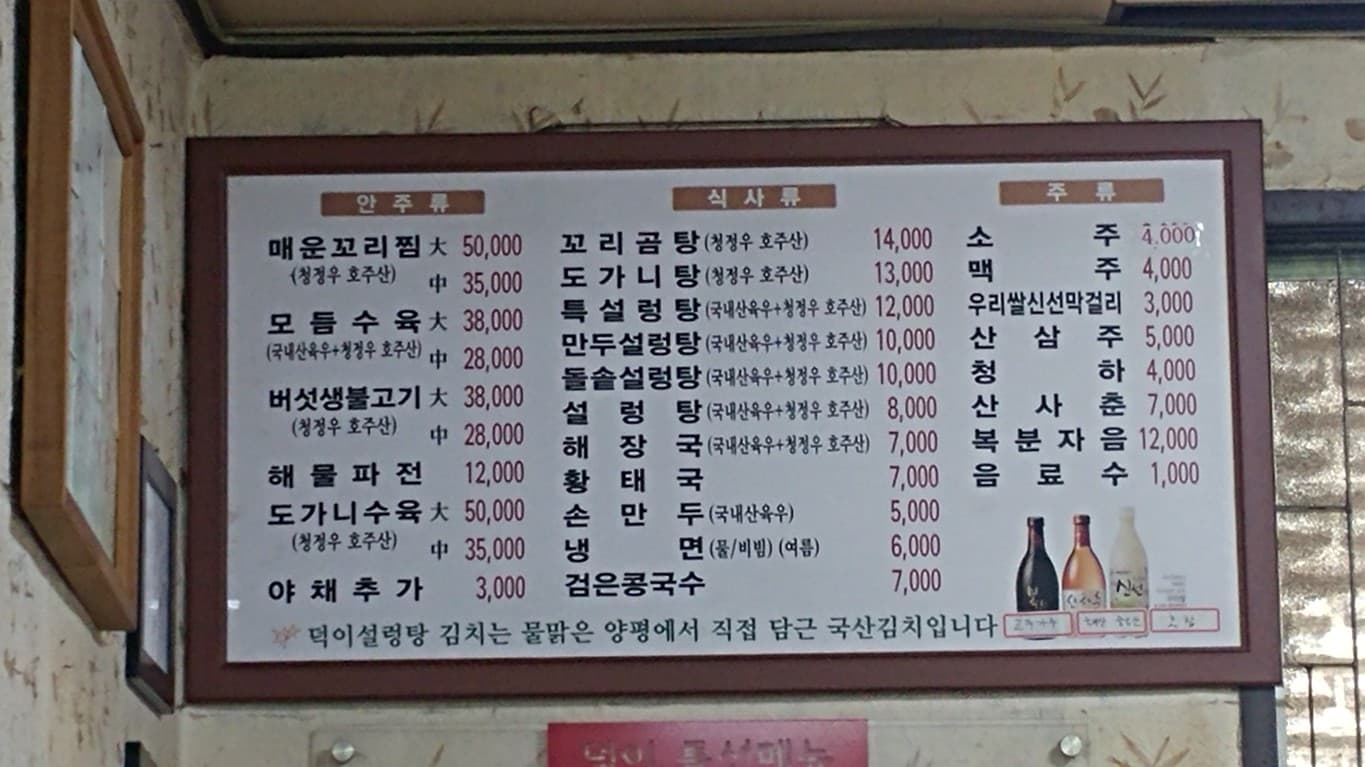 안주류
매운꼬리찜 大 50,000
(청정우 호주산) 中 35,000
모듬수육 大 38,000
(국내산육우+청정우 호주산) 中 28,000
버섯생불고기 大 38,000
(청정우 호주산) 中 28,000
해물파전 12,000
도가니수육 大 50,000
(청정우 호주산) 中 35,000
야채추가 3,000
식사류
꼬리곰탕 (청정우 호주산) 14,000
도가니탕 (청정우 호주산) 13,000
특설렁탕 (국내산육우+청정우 호주산) 12,000
만두설렁탕 (국내산육우+청정우 호주산) 10,000
돌솥설렁탕 (국내산육우+청정우 호주산) 10,000
설렁탕 (국내산육우+청정우 호주산) 8,000
해장국 (국내산육우+청정우 호주산) 7,000
황태국 7,000
손만두 (국내산육우) 5,000
냉면 (물/비빔) (여름) 6,000
검은콩국수 7,000
주류
소주 4,000
맥주 4,000
우리쌀신선막걸리 3,000
산삼주 5,000
청하 4,000
산사춘 7,000
복분자음 12,000
음료수 1,000
신선
덕이설렁탕 김치는 물맑은 양평에서 직접 담근 국산김치입니다